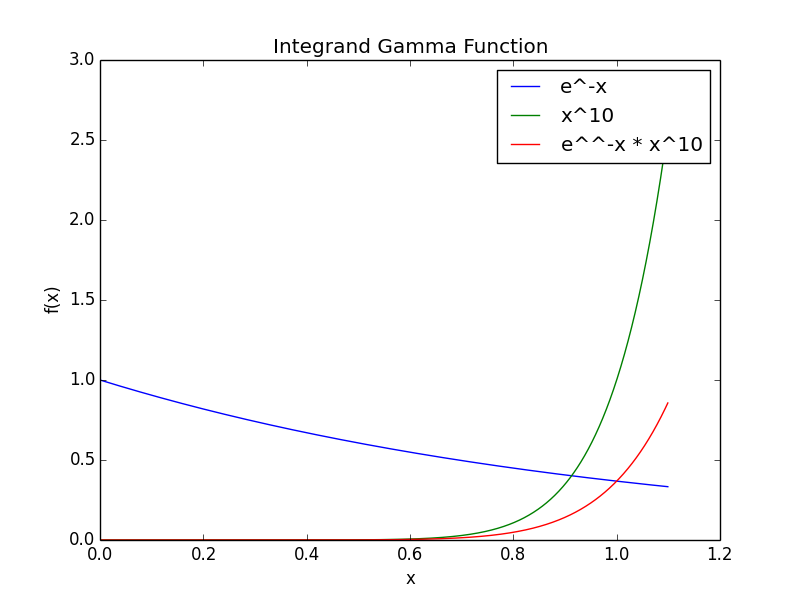 Integrand Gamma Function
3.0
2.5
2.0
1.5
1.0
0.5
0.0
f(x)
e^-x
x^10
e^^-x * x^10
0.0 0.2 0.4 0.6 0.8 1.0 1.2
x